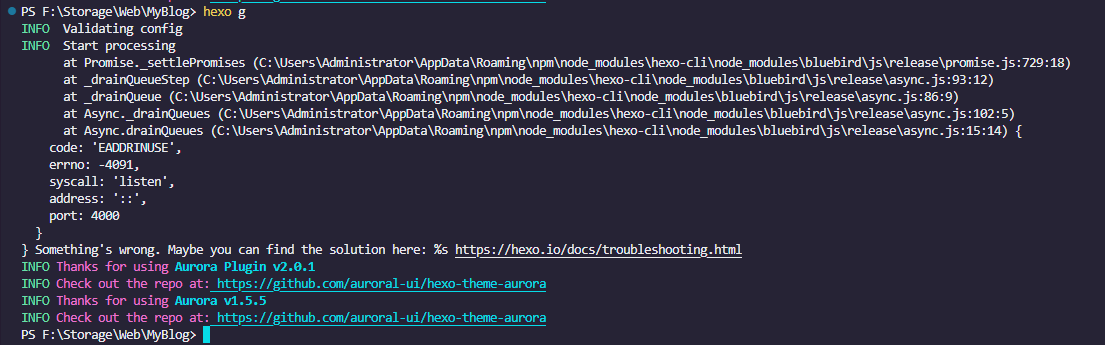 PS F:\Storage\Web\MyBlog> hexo g
INFO  Validating config
INFO  Start processing
      at Promise._settlePromises (C:\Users\Administrator\AppData\Roaming\npm\node_modules\hexo-cli\node_modules\bluebird\js\release\promise.js:729:18)
      at _drainQueueStep (C:\Users\Administrator\AppData\Roaming\npm\node_modules\hexo-cli\node_modules\bluebird\js\release\async.js:93:12)
      at _drainQueue (C:\Users\Administrator\AppData\Roaming\npm\node_modules\hexo-cli\node_modules\bluebird\js\release\async.js:86:9)
      at Async._drainQueues (C:\Users\Administrator\AppData\Roaming\npm\node_modules\hexo-cli\node_modules\bluebird\js\release\async.js:102:5)
      at Async.drainQueues (C:\Users\Administrator\AppData\Roaming\npm\node_modules\hexo-cli\node_modules\bluebird\js\release\async.js:15:14) {
    code: 'EADDRINUSE',
    errno: -4091,
    syscall: 'listen',
    address: '::',
    port: 4000
  }
} Something's wrong. Maybe you can find the solution here: %s https://hexo.io/docs/troubleshooting.html
INFO Thanks for using Aurora Plugin v2.0.1
INFO Check out the repo at: https://github.com/auroral-ui/hexo-theme-aurora
INFO Thanks for using Aurora v1.5.5
INFO Check out the repo at: https://github.com/auroral-ui/hexo-theme-aurora
PS F:\Storage\Web\MyBlog>